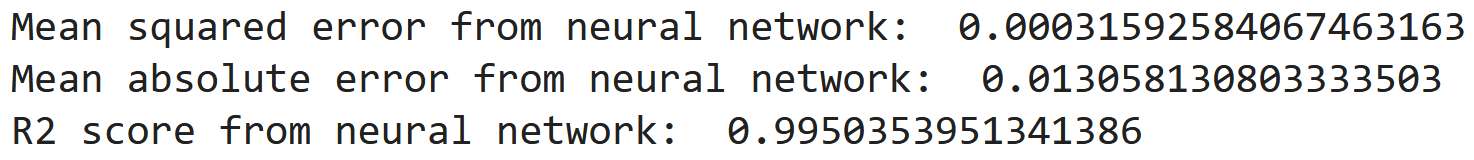 Mean squared error from neural network:  0.00031592584067463163
Mean absolute error from neural network:  0.013058130803333503
R2 score from neural network:  0.9950353951341386